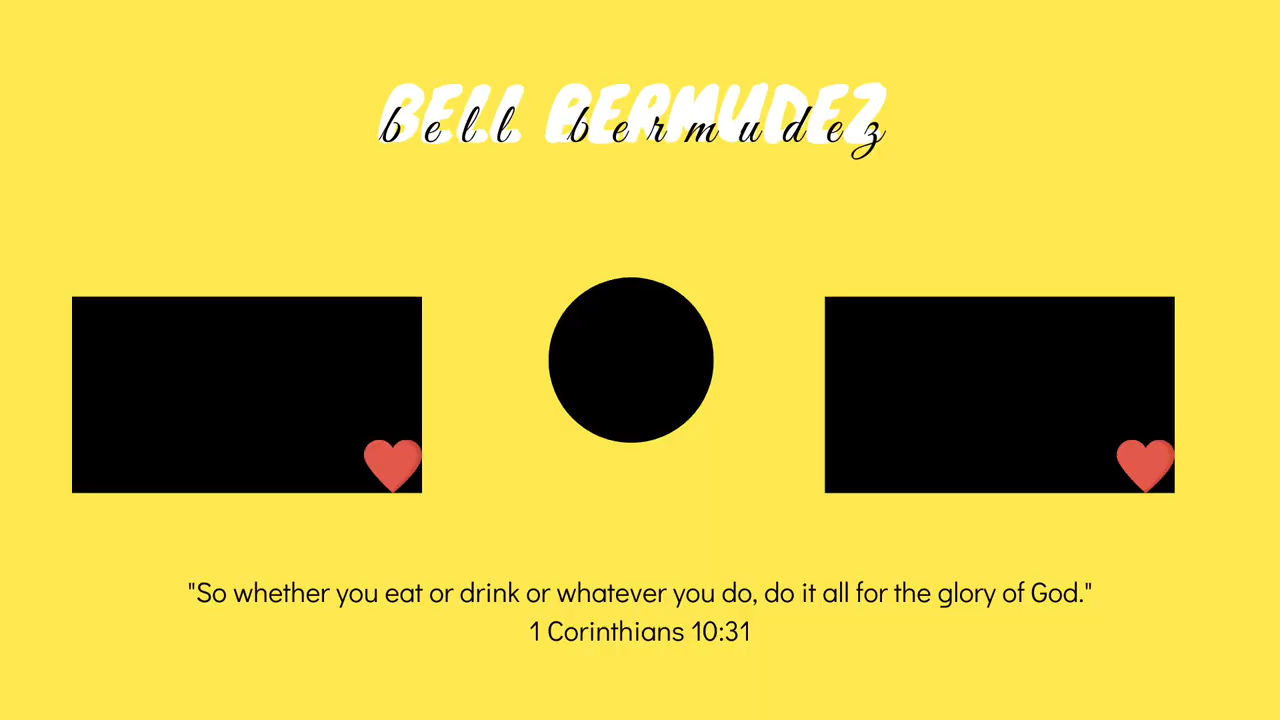 BELL BERMUDEZ
bell bermudez
"So whether you eat or drink or whatever you do, do it all for the glory of God."
1 Corinthians 10:31